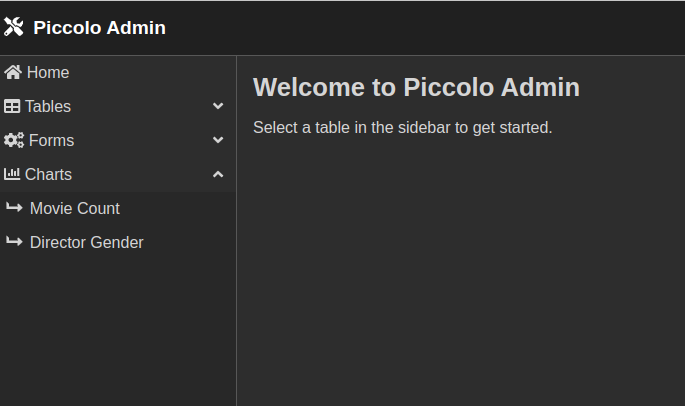 Piccolo Admin
Home
Tables
Forms
Charts
Movie Count
Director Gender
Welcome to Piccolo Admin
Select a table in the sidebar to get started.